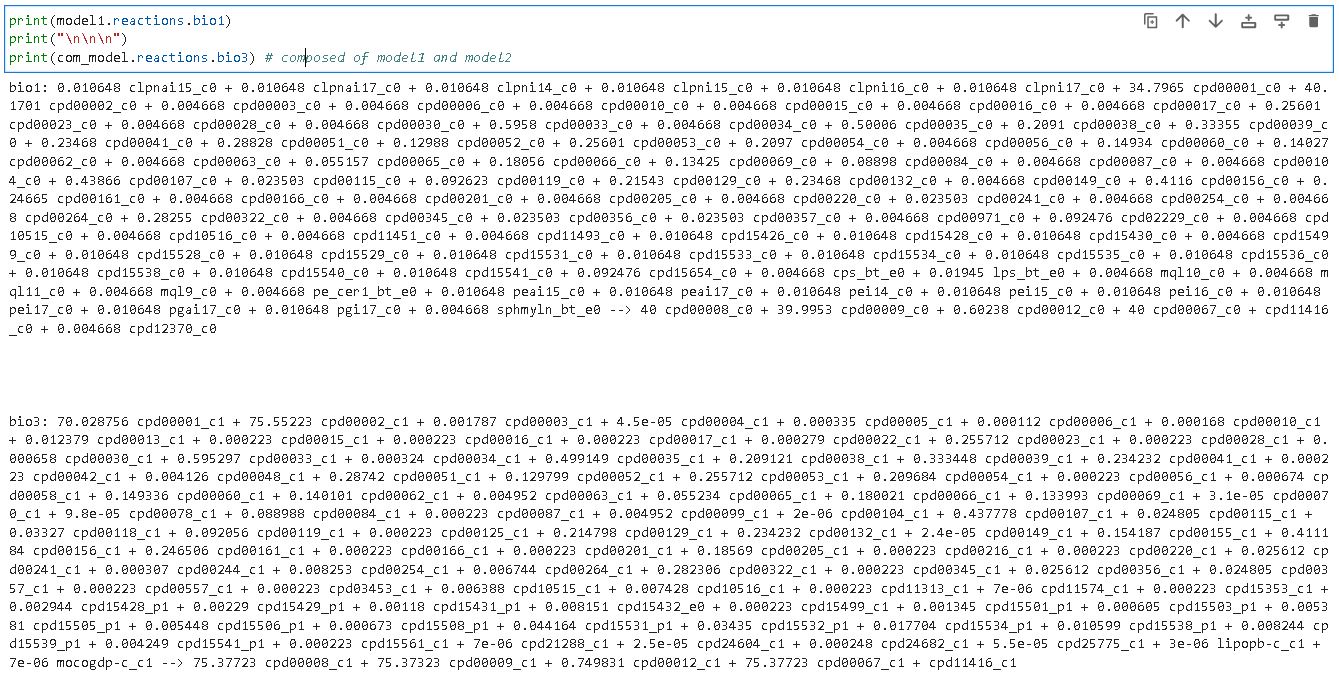 print(model1.reactions.bio1)
print("\n\n\n")
print(com_model.reactions.bio3) # composed of model1 and model2
bio1: 0.010648 clpnai15_c0 + 0.010648 clpnai17_c0 + 0.010648 clpni14_c0 + 0.010648 clpni15_c0 + 0.010648 clpni16_c0 + 0.010648 clpni17_c0 + 34.7965 cpd00001_c0 + 40.
1701 cpd00002_c0 + 0.004668 cpd00003_c0 + 0.004668 cpd00006_c0 + 0.004668 cpd00010_c0 + 0.004668 cpd00015_c0 + 0.004668 cpd00016_c0 + 0.004668 cpd00017_c0 + 0.25601
cpd00023_c0 + 0.004668 cpd00028_c0 + 0.004668 cpd00030_c0 + 0.5958 cpd00033_c0 + 0.004668 cpd00034_c0 + 0.50006 cpd00035_c0 + 0.2091 cpd00038_c0 + 0.33355 cpd00039_c
0 + 0.23468 cpd00041_c0 + 0.28828 cpd00051_c0 + 0.12988 cpd00052_c0 + 0.25601 cpd00053_c0 + 0.2097 cpd00054_c0 + 0.004668 cpd00056_c0 + 0.14934 cpd00060_c0 + 0.14027
cpd00062_c0 + 0.004668 cpd00063_c0 + 0.055157 cpd00065_c0 + 0.18056 cpd00066_c0 + 0.13425 cpd00069_c0 + 0.08898 cpd00084_c0 + 0.004668 cpd00087_c0 + 0.004668 cpd0010
4_c0 + 0.43866 cpd00107_c0 + 0.023503 cpd00115_c0 + 0.092623 cpd00119_c0 + 0.21543 cpd00129_c0 + 0.23468 cpd00132_c0 + 0.004668 cpd00149_c0 + 0.4116 cpd00156_c0 + 0.
24665 cpd00161_c0 + 0.004668 cpd00166_c0 + 0.004668 cpd00201_c0 + 0.004668 cpd00205_c0 + 0.004668 cpd00220_c0 + 0.023503 cpd00241_c0 + 0.004668 cpd00254_c0 + 0.00466
8 cpd00264_c0 + 0.28255 cpd00322_c0 + 0.004668 cpd00345_c0 + 0.023503 cpd00356_c0 + 0.023503 cpd00357_c0 + 0.004668 cpd00971_c0 + 0.092476 cpd02229_c0 + 0.004668 cpd
10515_c0 + 0.004668 cpd10516_c0 + 0.004668 cpd11451_c0 + 0.004668 cpd11493_c0 + 0.010648 cpd15426_c0 + 0.010648 cpd15428_c0 + 0.010648 cpd15430_c0 + 0.004668 cpd1549
9_c0 + 0.010648 cpd15528_c0 + 0.010648 cpd15529_c0 + 0.010648 cpd15531_c0 + 0.010648 cpd15533_c0 + 0.010648 cpd15534_c0 + 0.010648 cpd15535_c0 + 0.010648 cpd15536_c0
+ 0.010648 cpd15538_c0 + 0.010648 cpd15540_c0 + 0.010648 cpd15541_c0 + 0.092476 cpd15654_c0 + 0.004668 cps_bt_e0 + 0.01945 lps_bt_e0 + 0.004668 mql10_c0 + 0.004668 m
ql11_c0 + 0.004668 mql9_c0 + 0.004668 pe_cer1_bt_e0 + 0.010648 peai15_c0 + 0.010648 peai17_c0 + 0.010648 pei14_c0 + 0.010648 pei15_c0 + 0.010648 pei16_c0 + 0.010648
pei17_c0 + 0.010648 pgai17_c0 + 0.010648 pgi17_c0 + 0.004668 sphmyln_bt_e0 --> 40 cpd00008_c0 + 39.9953 cpd00009_c0 + 0.60238 cpd00012_c0 + 40 cpd00067_c0 + cpd11416
_c0 + 0.004668 cpd12370_c0
bio3: 70.028756 cpd00001_c1 + 75.55223 cpd00002_c1 + 0.001787 cpd00003_c1 + 4.5e-05 cpd00004_c1 + 0.000335 cpd00005_c1 + 0.000112 cpd00006_c1 + 0.000168 cpd00010_c1
+ 0.012379 cpd00013_c1 + 0.000223 cpd00015_c1 + 0.000223 cpd00016_c1 + 0.000223 cpd00017_c1 + 0.000279 cpd00022_c1 + 0.255712 cpd00023_c1 + 0.000223 cpd00028_c1 + 0.
000658 cpd00030_c1 + 0.595297 cpd00033_c1 + 0.000324 cpd00034_c1 + 0.499149 cpd00035_c1 + 0.209121 cpd00038_c1 + 0.333448 cpd00039_c1 + 0.234232 cpd00041_c1 + 0.0002
23 cpd00042_c1 + 0.004126 cpd00048_c1 + 0.28742 cpd00051_c1 + 0.129799 cpd00052_c1 + 0.255712 cpd00053_c1 + 0.209684 cpd00054_c1 + 0.000223 cpd00056_c1 + 0.000674 cp
d00058_c1 + 0.149336 cpd00060_c1 + 0.140101 cpd00062_c1 + 0.004952 cpd00063_c1 + 0.055234 cpd00065_c1 + 0.180021 cpd00066_c1 + 0.133993 cpd00069_c1 + 3.1e-05 cpd0007
0_c1 + 9.8e-05 cpd00078_c1 + 0.088988 cpd00084_c1 + 0.000223 cpd00087_c1 + 0.004952 cpd00099_c1 + 2e-06 cpd00104_c1 + 0.437778 cpd00107_c1 + 0.024805 cpd00115_c1 +
0.03327 cpd00118_c1 + 0.092056 cpd00119_c1 + 0.000223 cpd00125_c1 + 0.214798 cpd00129_c1 + 0.234232 cpd00132_c1 + 2.4e-05 cpd00149_c1 + 0.154187 cpd00155_c1 + 0.4111
84 cpd00156_c1 + 0.246506 cpd00161_c1 + 0.000223 cpd00166_c1 + 0.000223 cpd00201_c1 + 0.18569 cpd00205_c1 + 0.000223 cpd00216_c1 + 0.000223 cpd00220_c1 + 0.025612 cp
d00241_c1 + 0.000307 cpd00244_c1 + 0.008253 cpd00254_c1 + 0.006744 cpd00264_c1 + 0.282306 cpd00322_c1 + 0.000223 cpd00345_c1 + 0.025612 cpd00356_c1 + 0.024805 cpd003
57_c1 + 0.000223 cpd00557_c1 + 0.000223 cpd03453_c1 + 0.006388 cpd10515_c1 + 0.007428 cpd10516_c1 + 0.000223 cpd11313_c1 + 7e-06 cpd11574_c1 + 0.000223 cpd15353_c1 +
0.002944 cpd15428_p1 + 0.00229 cpd15429_p1 + 0.00118 cpd15431_p1 + 0.008151 cpd15432_e0 + 0.000223 cpd15499_c1 + 0.001345 cpd15501_p1 + 0.000605 cpd15503_p1 + 0.0053
81 cpd15505_p1 + 0.005448 cpd15506_p1 + 0.000673 cpd15508_p1 + 0.044164 cpd15531_p1 + 0.03435 cpd15532_p1 + 0.017704 cpd15534_p1 + 0.010599 cpd15538_p1 + 0.008244 cp
d15539_p1 + 0.004249 cpd15541_p1 + 0.000223 cpd15561_c1 + 7e-06 cpd21288_c1 + 2.5e-05 cpd24604_c1 + 0.000248 cpd24682_c1 + 5.5e-05 cpd25775_c1 + 3e-06 lipopb-c_c1 +
7e-06 mocogdp-c_c1 --> 75.37723 cpd00008_c1 + 75.37323 cpd00009_c1 + 0.749831 cpd00012_c1 + 75.37723 cpd00067_c1 + cpd11416_c1